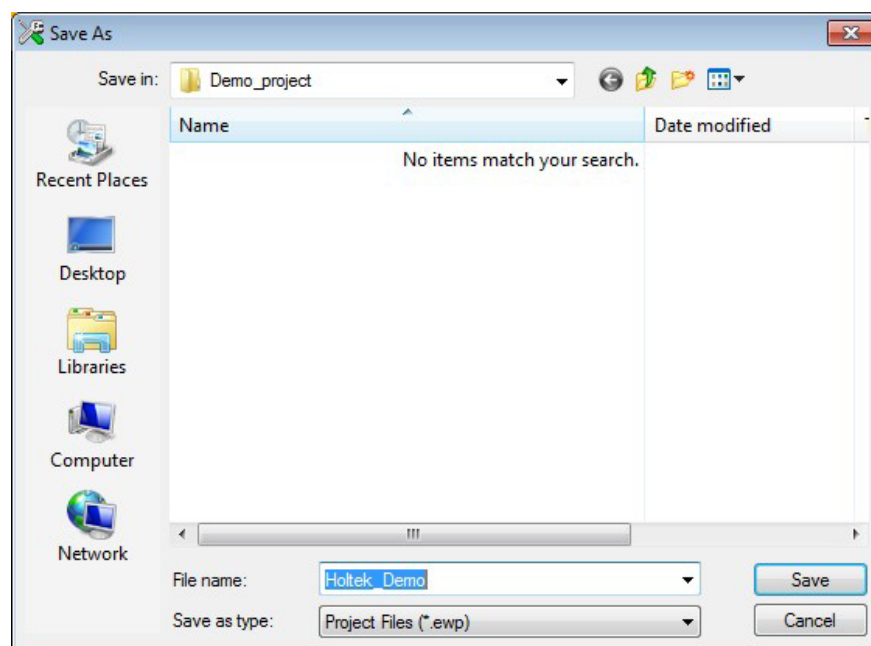 Save As
Save in: Demo_project
Name Date modified
No items match your search.
Recent Places
Desktop
Libraries
Computer
Network
File name: Holtek_Demo Save
Save as type: Project Files (*.ewp) Cancel